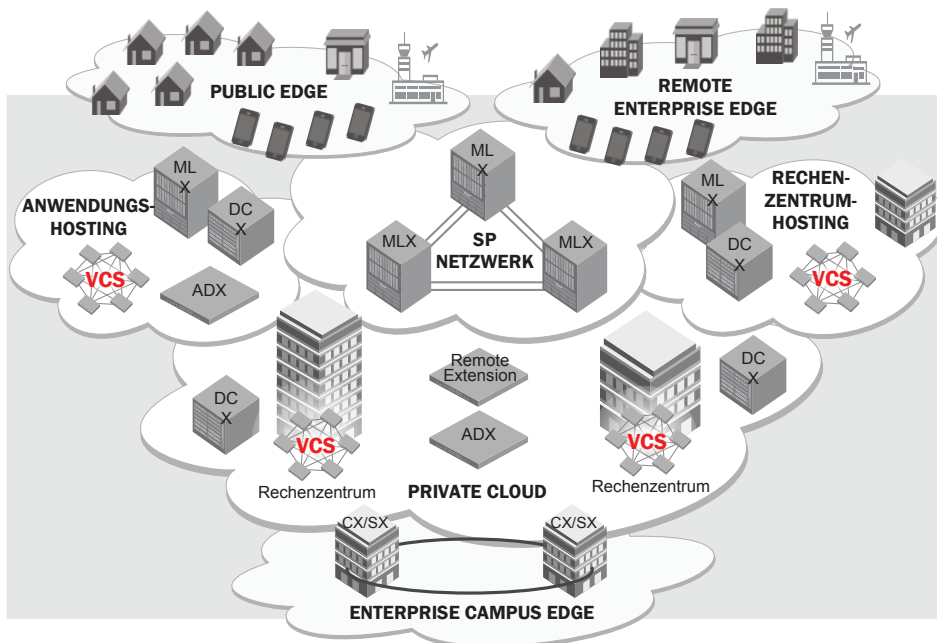 PUBLIC EDGE
REMOTE
ENTERPRISE EDGE
ANWENDUNGS-
HOSTING
ML
X
DC
X
VCS
ADX
MLX
SP
NETZWERK
MLX
ML
X
DC
X
RECHEN-
ZENTRUM-
HOSTING
VCS
DC
X
VCS
Rechenzentrum
Remote
Extension
ADX
PRIVATE CLOUD
DC
X
VCS
Rechenzentrum
CX/SX
CX/SX
ENTERPRISE CAMPUS EDGE